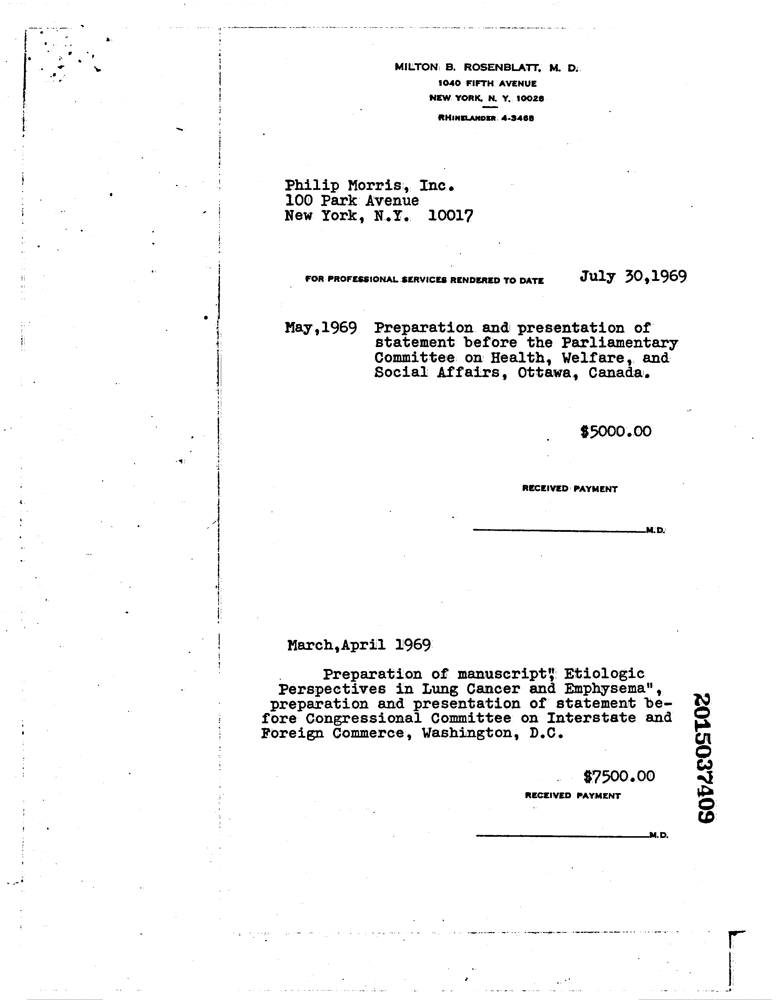 MILTON B. ROSENBLATT, M. D.
1040 FIFTH AVENUE
NEW YORK, N. Y. 10028
RHINELANDER 4-3468
Philip Morris, Inc.
100 Park Avenue
New York, N.Y. 10017
FOR PROFESSIONAL SERVICES RENDERED TO DATE July 30,1969
May,1969 Preparation and presentation of
statement before the Parliamentary
Committee on Health, Welfare, and
Social Affairs, Ottawa, Canada.
$5000.00
RECEIVED PAYMENT
M.D.
March,April 1969
Preparation of manuscript" Etiologic
Perspectives in Lung Cancer and Emphysema",
preparation and presentation of statement be-
fore Congressional Committee on Interstate and
Foreign Commerce, Washington, D.C.
$7500.00
RECEIVED PAYMENT
M.D.
2015037409